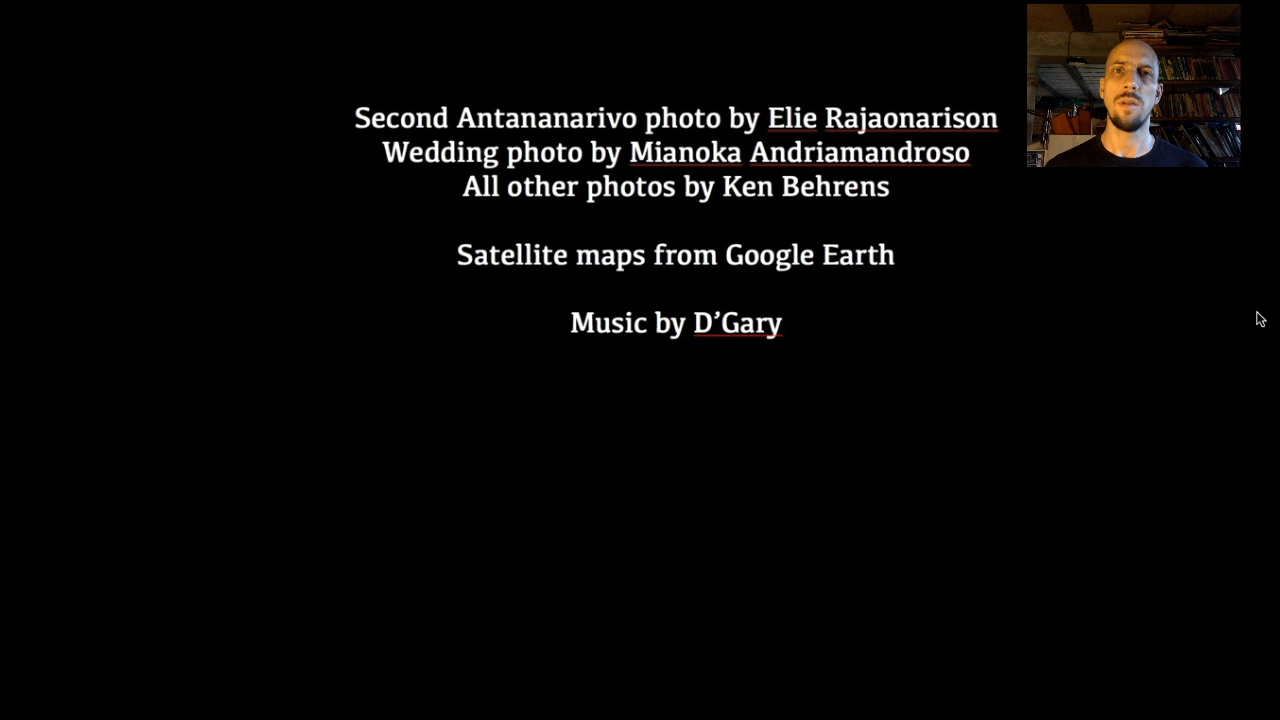 Second Antananarivo photo by Elie Rajaonarison
Wedding photo by Mianoka Andriamandroso
All other photos by Ken Behrens
Satellite maps from Google Earth
Music by D’Gary